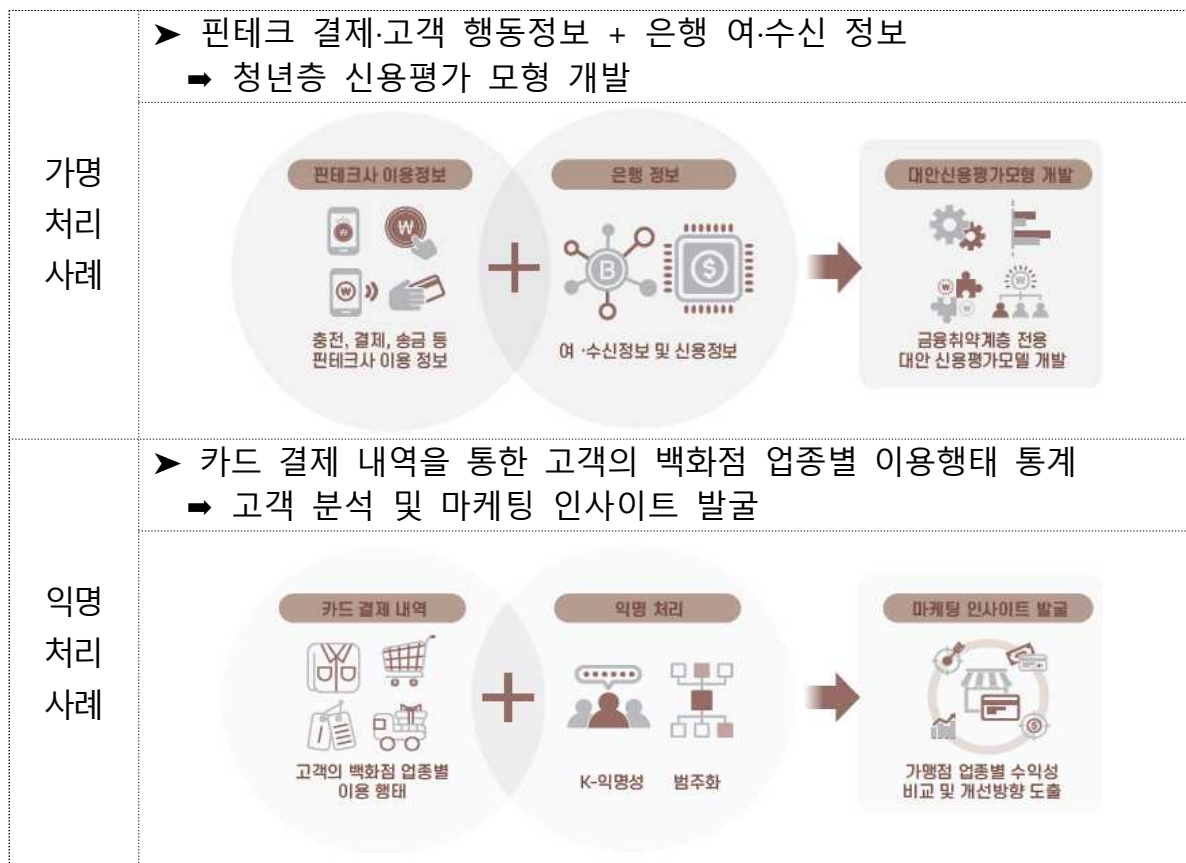 가명
처리
사례
➤ 핀테크 결제·고객 행동정보 + 은행 여·수신 정보
➡ 청년층 신용평가 모형 개발
핀테크사 이용정보
충전, 결제, 송금 등
핀테크사 이용 정보
+
은행 정보
B
$
여 ·수신정보 및 신용정보
대안신용평가모형 개발
금융취약계층 전용
대안 신용평가모델 개발
익명
처리
사례
➤ 카드 결제 내역을 통한 고객의 백화점 업종별 이용행태 통계
➡ 고객 분석 및 마케팅 인사이트 발굴
카드 결제 내역
고객의 백화점 업종별
이용 행태
+
익명 처리
K-익명성
범주화
마케팅 인사이트 발굴
가맹점 업종별 수익성
비교 및 개선방향 도출